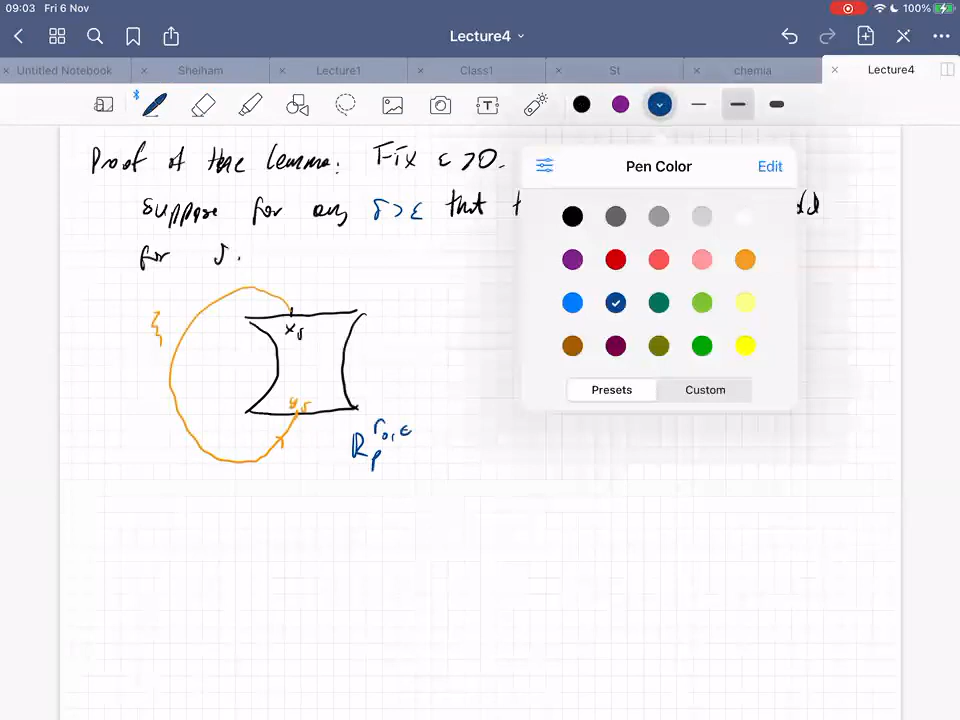 09:03 Fri 6 Nov
100%
Lecture4
Untitled Notebook
Sheiham
Lecture1
Class1
St
chemia
Lecture4
T
Pen Color
Edit
Presets
Custom
Proof of the lemma: Fix ε > 0.
Suppose for any δ > ε that
for δ.
ξ
x_δ
y_δ
R_p^{r_0, ε}